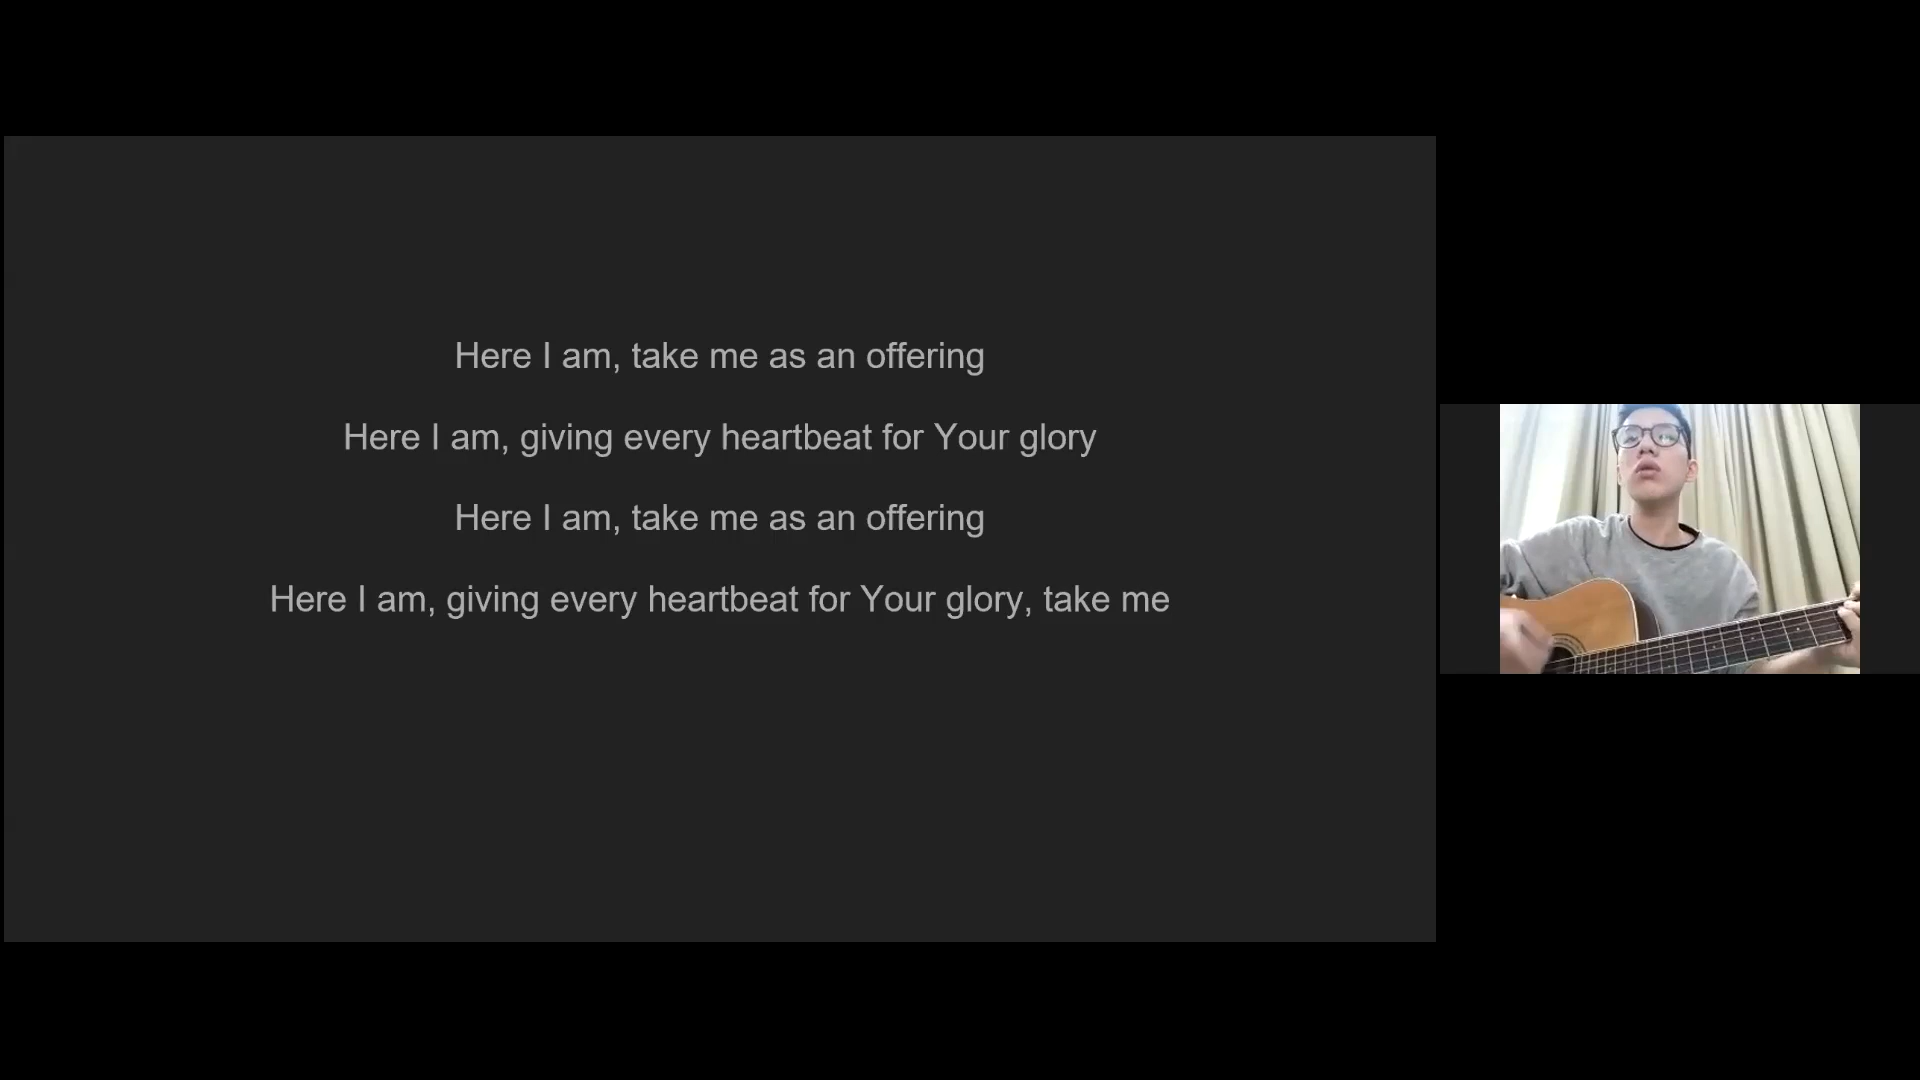 Here I am, take me as an offering
Here I am, giving every heartbeat for Your glory
Here I am, take me as an offering
Here I am, giving every heartbeat for Your glory, take me